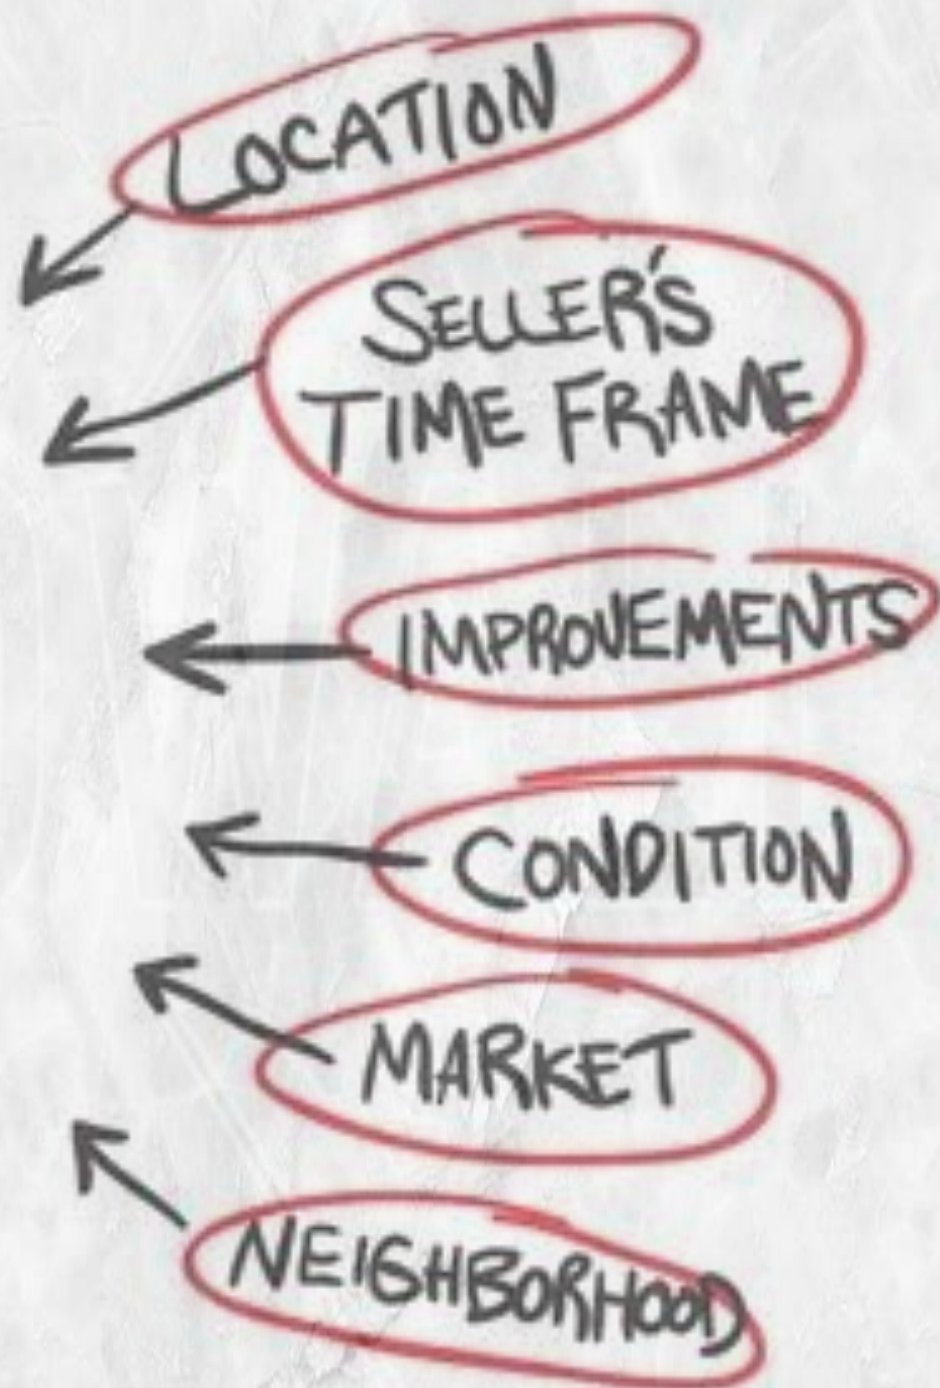 LOCATION
SELLER'S
TIME FRAME
IMPROVEMENTS
CONDITION
MARKET
NEIGHBORHOOD